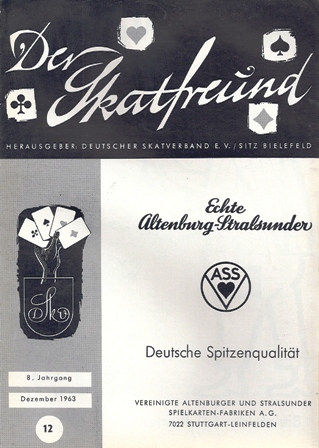 Der
Skatfreund
HERAUSGEBER: DEUTSCHER SKATVERBAND E. V. / SITZ BIELEFELD
Echte
Altenburg-Stralsunder
ASS
DSkV
Deutsche Spitzenqualität
8. Jahrgang
Dezember 1963
12
VEREINIGTE ALTENBURGER UND STRALSUNDER
SPIELKARTEN-FABRIKEN A.G.
7022 STUTTGART-LEINFELDEN